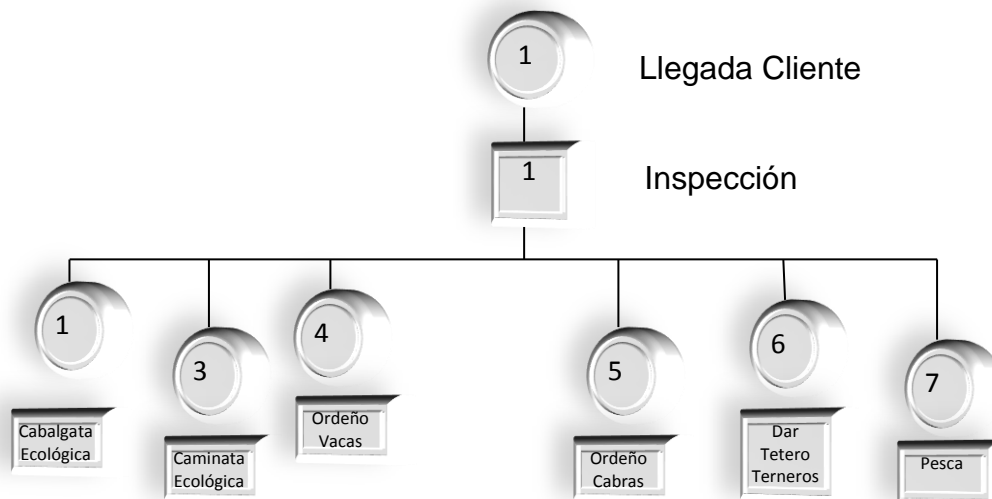 1
Llegada Cliente
1
Inspección
1
3
4
5
6
7
Cabalgata
Ecológica
Caminata
Ecológica
Ordeño
Vacas
Ordeño
Cabras
Dar
Tetero
Terneros
Pesca